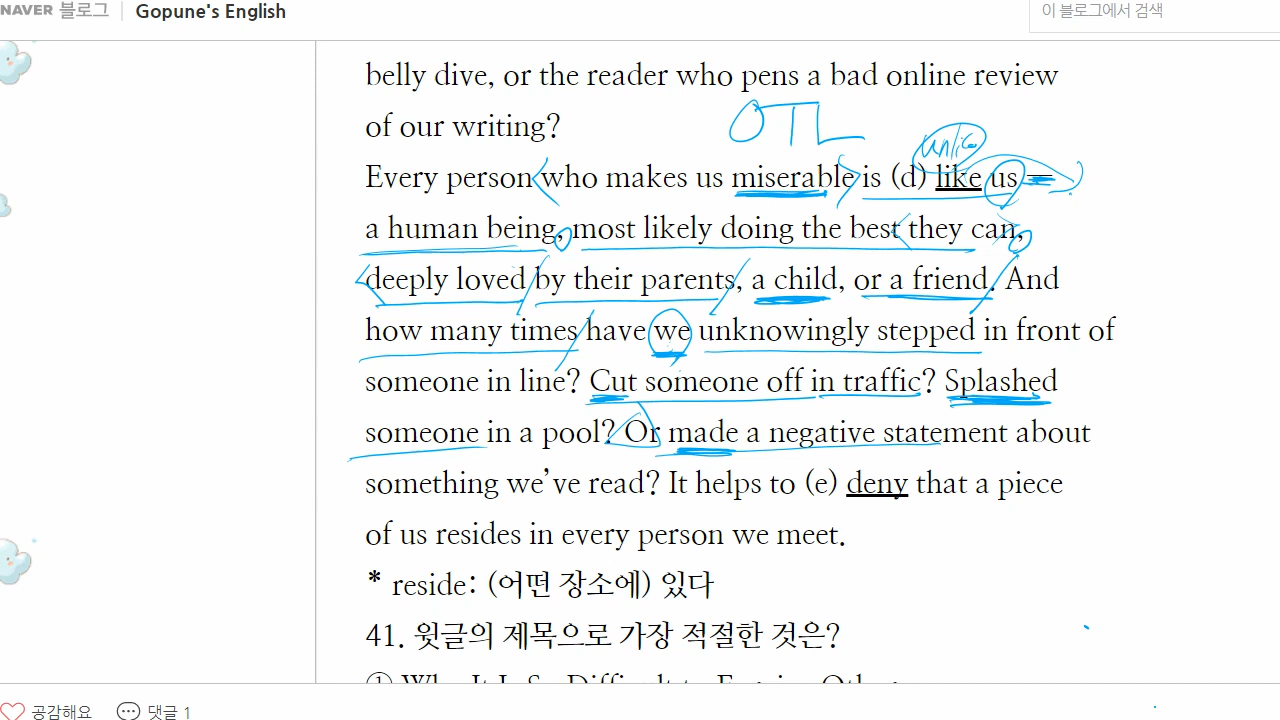 NAVER 블로그 Gopune's English 이 블로그에서 검색
belly dive, or the reader who pens a bad online review
of our writing?
OTL
Every person who makes us miserable is (d) like us —
a human being, most likely doing the best they can,
deeply loved by their parents, a child, or a friend. And
how many times have we unknowingly stepped in front of
someone in line? Cut someone off in traffic? Splashed
someone in a pool? Or made a negative statement about
something we've read? It helps to (e) deny that a piece
of us resides in every person we meet.
* reside: (어떤 장소에) 있다
41. 윗글의 제목으로 가장 적절한 것은?
공감해요 댓글 1